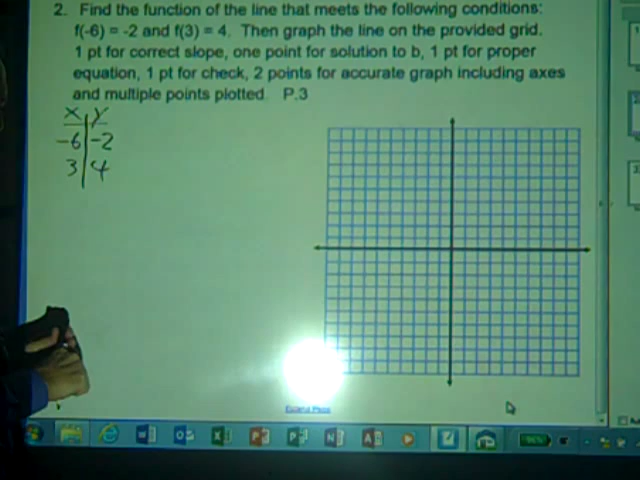 2. Find the function of the line that meets the following conditions:
f(-6) = -2 and f(3) = 4. Then graph the line on the provided grid.
1 pt for correct slope, one point for solution to b, 1 pt for proper
equation, 1 pt for check, 2 points for accurate graph including axes
and multiple points plotted. P.3
X Y
-6 -2
3 4
Extend Page